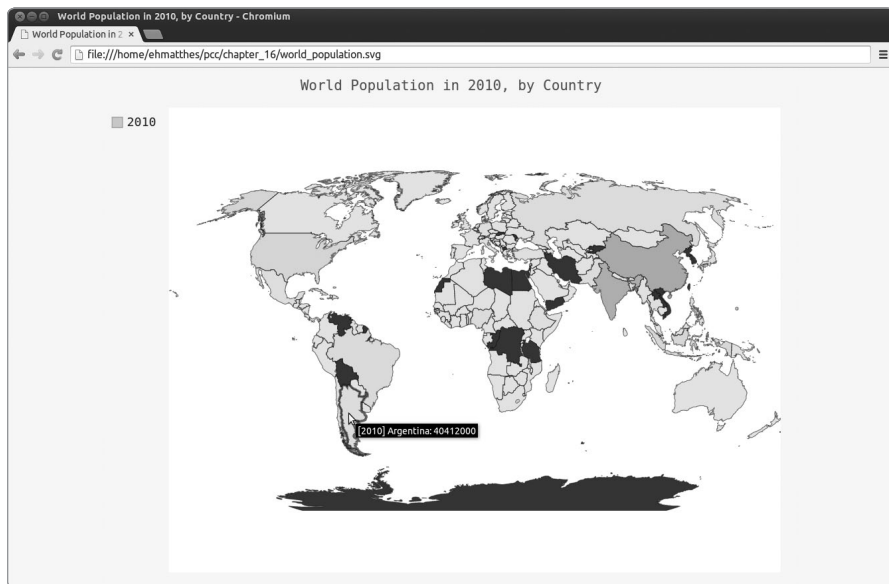 World Population in 2010, by Country - Chromium
World Population in 2
file:///home/ehmatthes/pcc/chapter_16/world_population.svg
World Population in 2010, by Country
2010
[2010] Argentina: 40412000